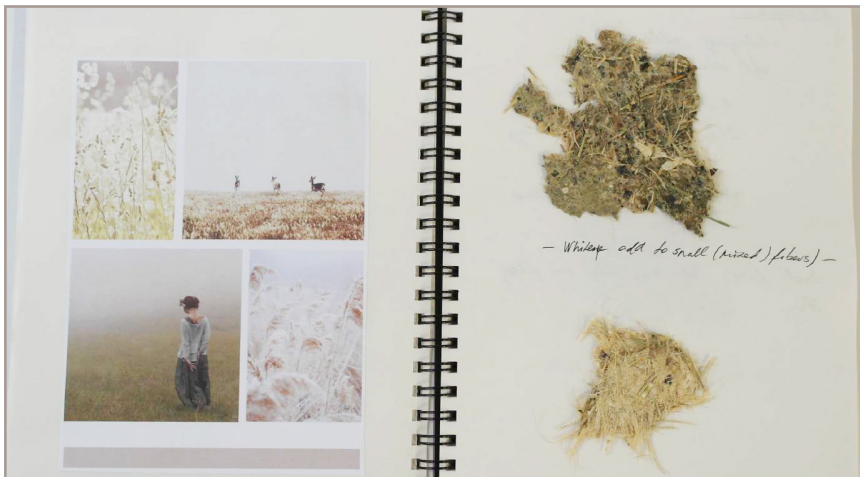 — add to small (mixed) fibers) —